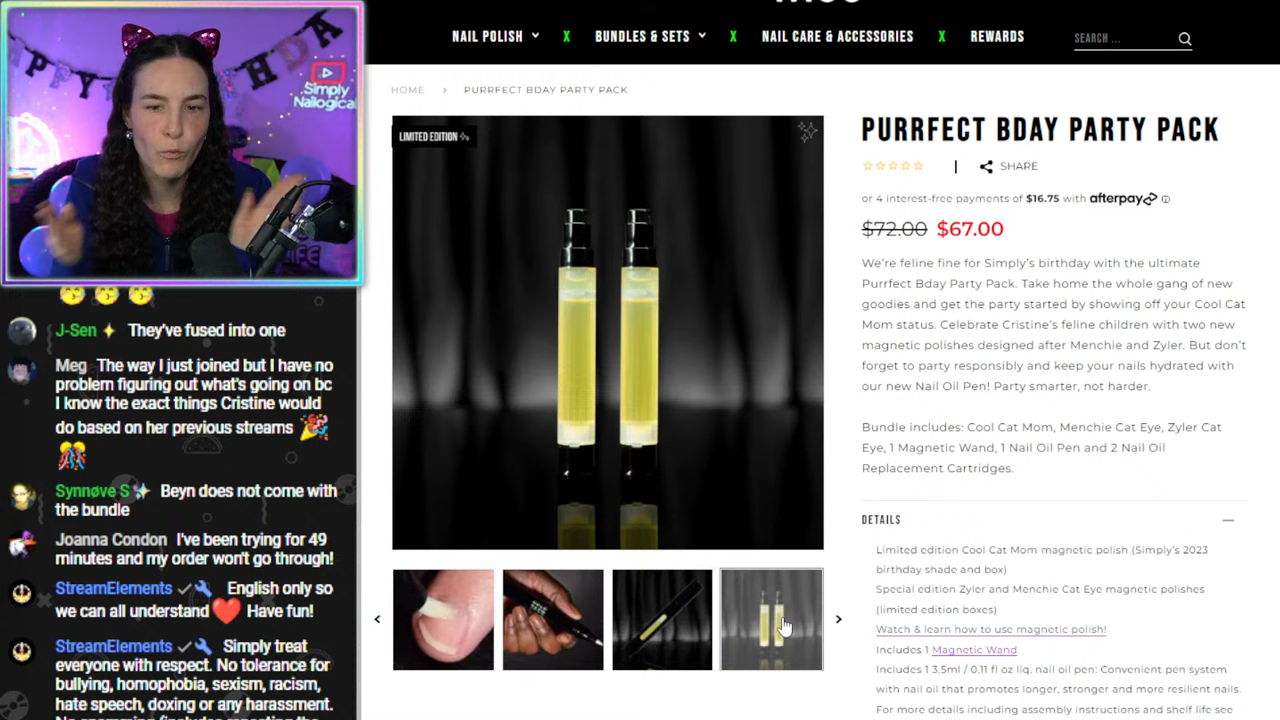 NAIL POLISH
X
BUNDLES & SETS
X
NAIL CARE & ACCESSORIES
X
REWARDS
SEARCH ...
HOME > PURRFECT BDAY PARTY PACK
LIMITED EDITION
PURRFECT BDAY PARTY PACK
| SHARE
or 4 interest-free payments of $16.75 with afterpay
$72.00 $67.00
We're feline fine for Simply's birthday with the ultimate
Purrfect Bday Party Pack. Take home the whole gang of new
goodies and get the party started by showing off your Cool Cat
Mom status. Celebrate Cristine's feline children with two new
magnetic polishes designed after Menchie and Zyler. But don't
forget to party responsibly and keep your nails hydrated with
our new Nail Oil Pen! Party smarter, not harder.
Bundle includes: Cool Cat Mom, Menchie Cat Eye, Zyler Cat
Eye, 1 Magnetic Wand, 1 Nail Oil Pen and 2 Nail Oil
Replacement Cartridges.
DETAILS
Limited edition Cool Cat Mom magnetic polish (Simply's 2023
birthday shade and box)
Special edition Zyler and Menchie Cat Eye magnetic polishes
(limited edition boxes)
Watch & learn how to use magnetic polish!
Includes 1 Magnetic Wand
Includes 1 3.5ml / 0.11 fl oz liq. nail oil pen: Convenient pen system
with nail oil that promotes longer, stronger and more resilient nails.
For more details including assembly instructions and shelf life see
Simply
Nailogical
J-Sen They've fused into one
Meg The way I just joined but I have no
problem figuring out what's going on bc
I know the exact things Cristine would
do based on her previous streams
Synnøve S Beyn does not come with
the bundle
Joanna Condon I've been trying for 49
minutes and my order won't go through!
StreamElements English only so
we can all understand Have fun!
StreamElements Simply treat
everyone with respect. No tolerance for
bullying, homophobia, sexism, racism,
hate speech, doxing or any harassment.